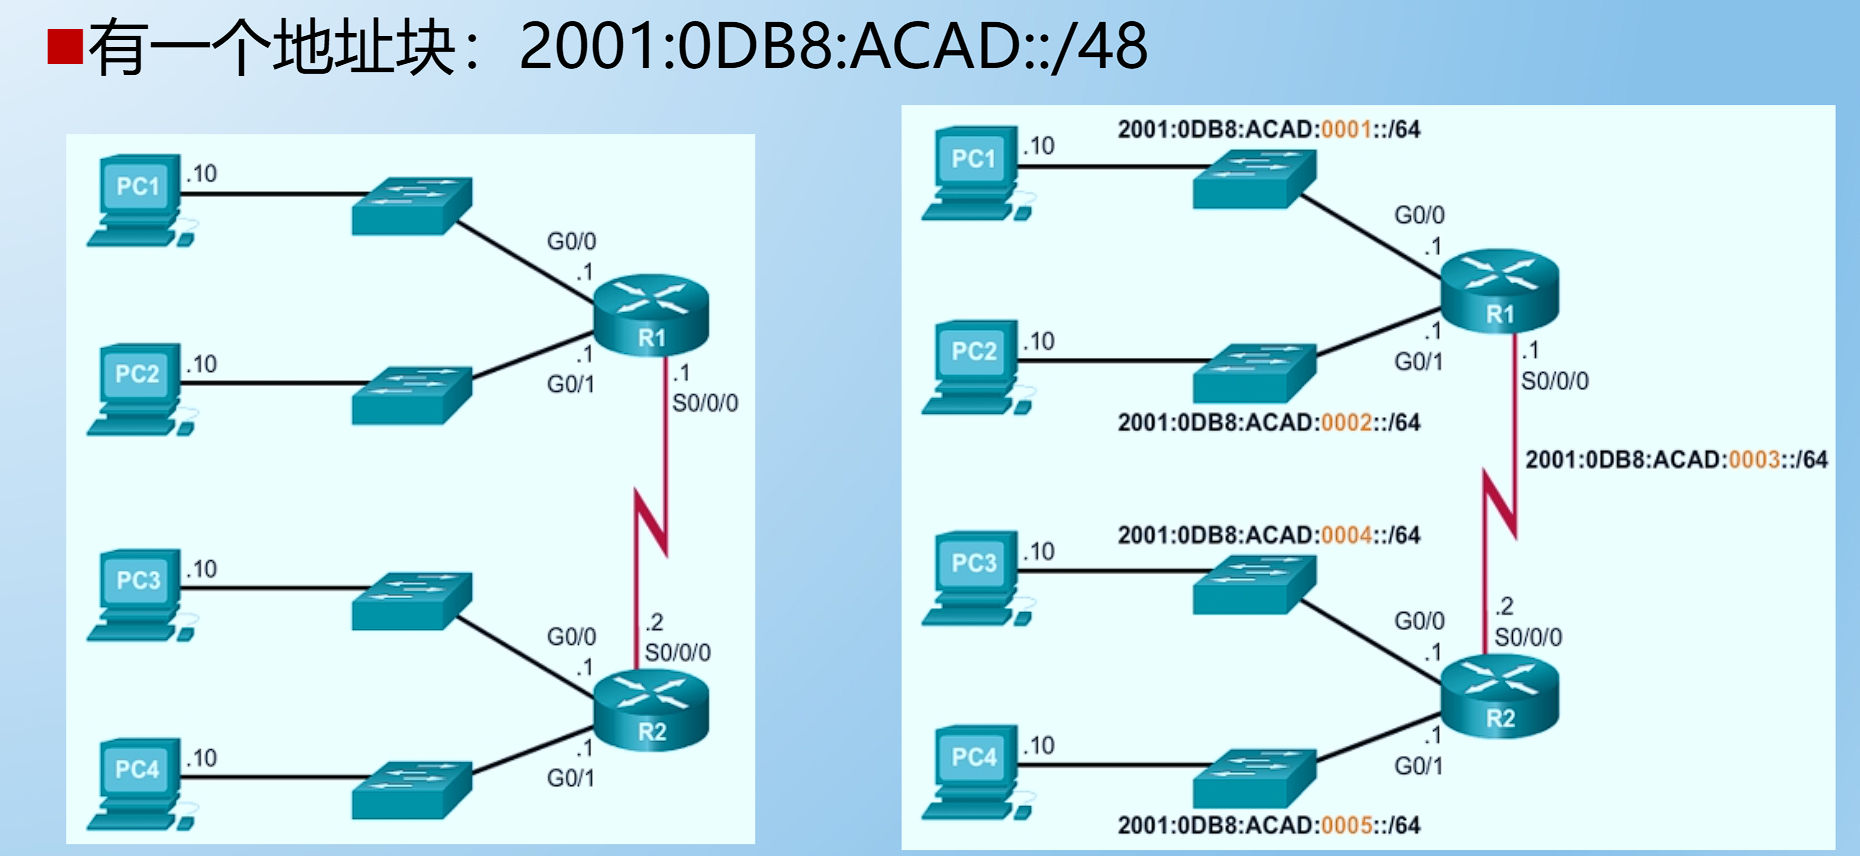 有一个地址块：2001:0DB8:ACAD::/48
PC1
.10
G0/0
.1
R1
PC2
.10
.1
G0/1
.1
S0/0/0
PC3
.10
G0/0
.1
.2
S0/0/0
R2
PC4
.10
.1
G0/1
2001:0DB8:ACAD:0001::/64
PC1
.10
G0/0
.1
R1
PC2
.10
.1
G0/1
.1
S0/0/0
2001:0DB8:ACAD:0002::/64
2001:0DB8:ACAD:0003::/64
2001:0DB8:ACAD:0004::/64
PC3
.10
G0/0
.1
.2
S0/0/0
R2
PC4
.10
.1
G0/1
2001:0DB8:ACAD:0005::/64